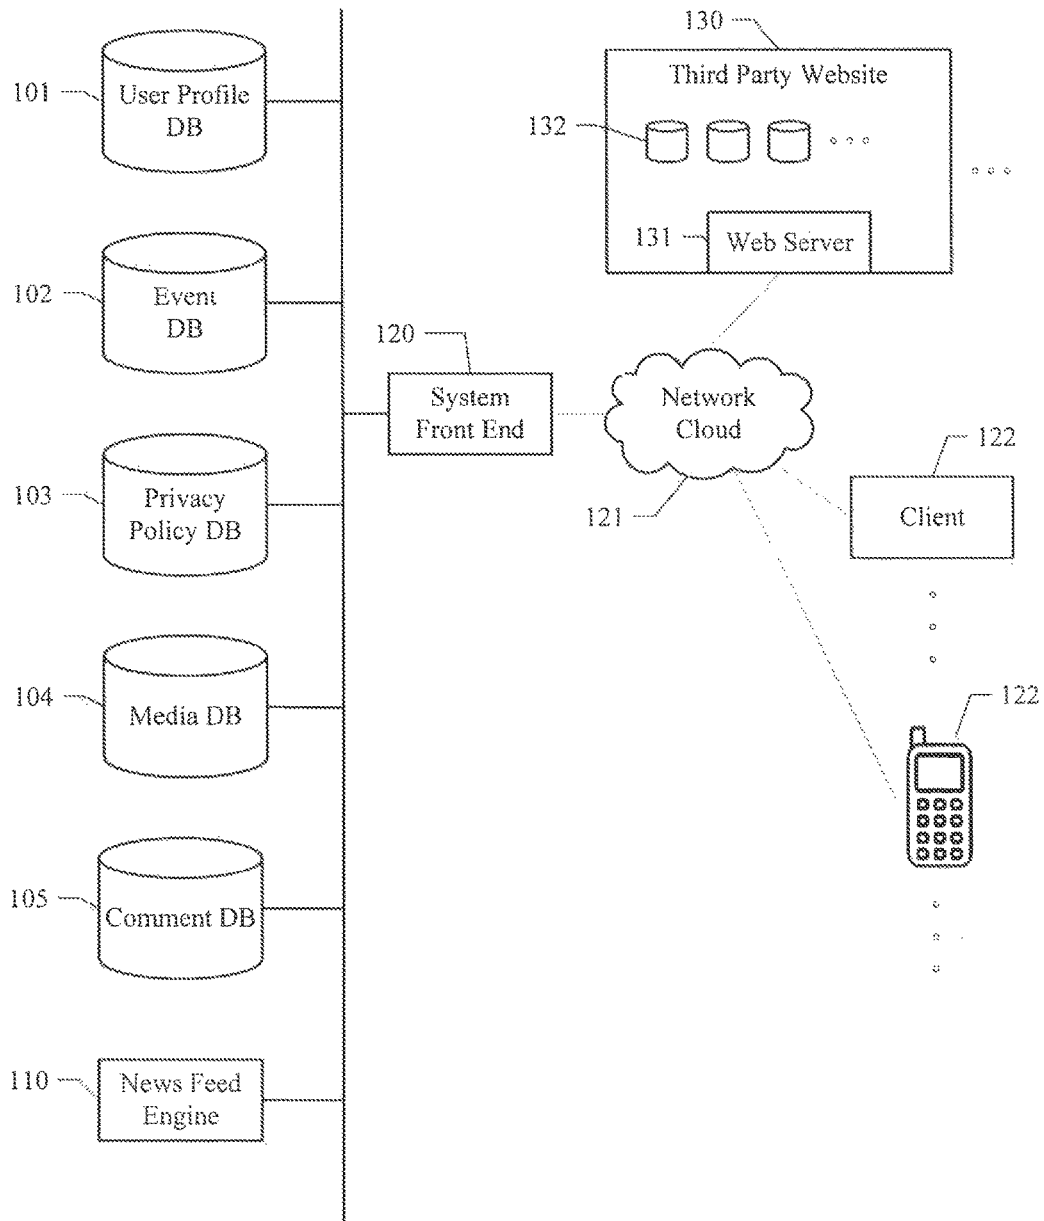 130
Third Party Website
132
131
Web Server
101
User Profile
DB
102
Event
DB
120
System
Front End
Network
Cloud
121
122
Client
103
Privacy
Policy DB
104
Media DB
122
105
Comment DB
110
News Feed
Engine